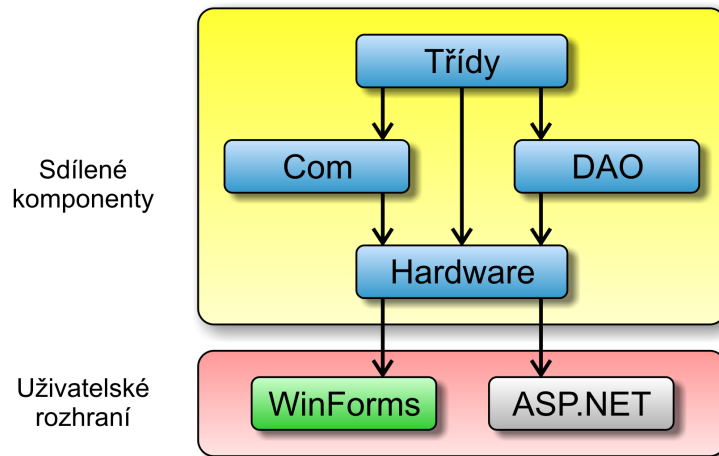 Třídy
Sdílené
komponenty
Com
DAO
Hardware
Uživatelské
rozhraní
WinForms
ASP.NET